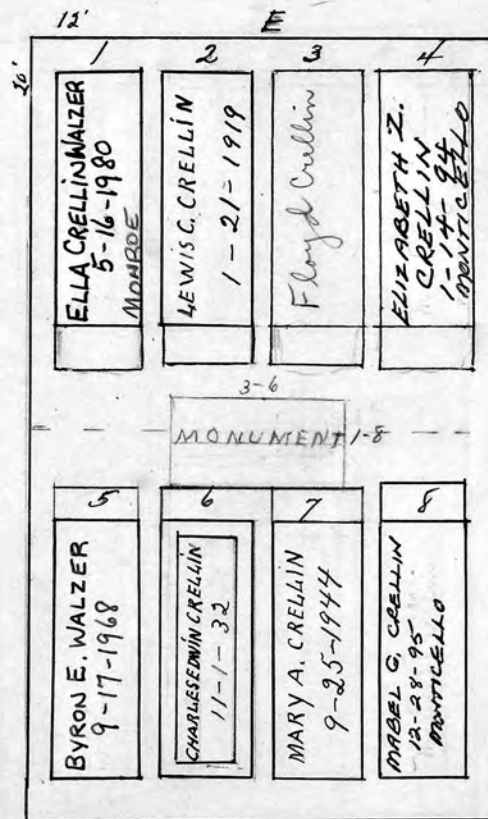 12' E
20'
1 2 3 4
ELLA CRELLIN WALZER
5-16-1980
MONROE
LEWIS C. CRELLIN
1-21-1919
Floyd Crellin
ELIZABETH Z.
CRELLIN
1-14-94
MONTICELLO
3-6
MONUMENT 1-8
5 6 7 8
BYRON E. WALZER
9-17-1968
CHARLES EDWIN CRELLIN
11-1-32
MARY A. CRELLIN
9-25-1944
MABEL G. CRELLIN
12-28-95
MONTICELLO